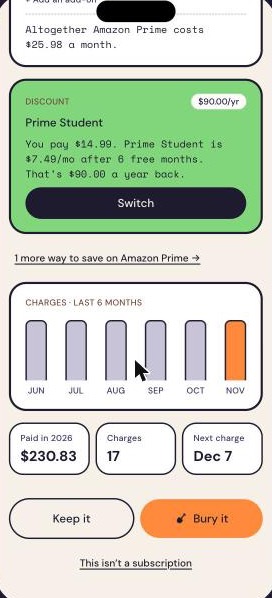 Altogether Amazon Prime costs
$25.98 a month.
DISCOUNT
$90.00/yr
Prime Student
You pay $14.99. Prime Student is
$7.49/mo after 6 free months.
That's $90.00 a year back.
Switch
1 more way to save on Amazon Prime →
CHARGES · LAST 6 MONTHS
JUN JUL AUG SEP OCT NOV
Paid in 2026 Charges Next charge
$230.83 17 Dec 7
Keep it Bury it
This isn't a subscription